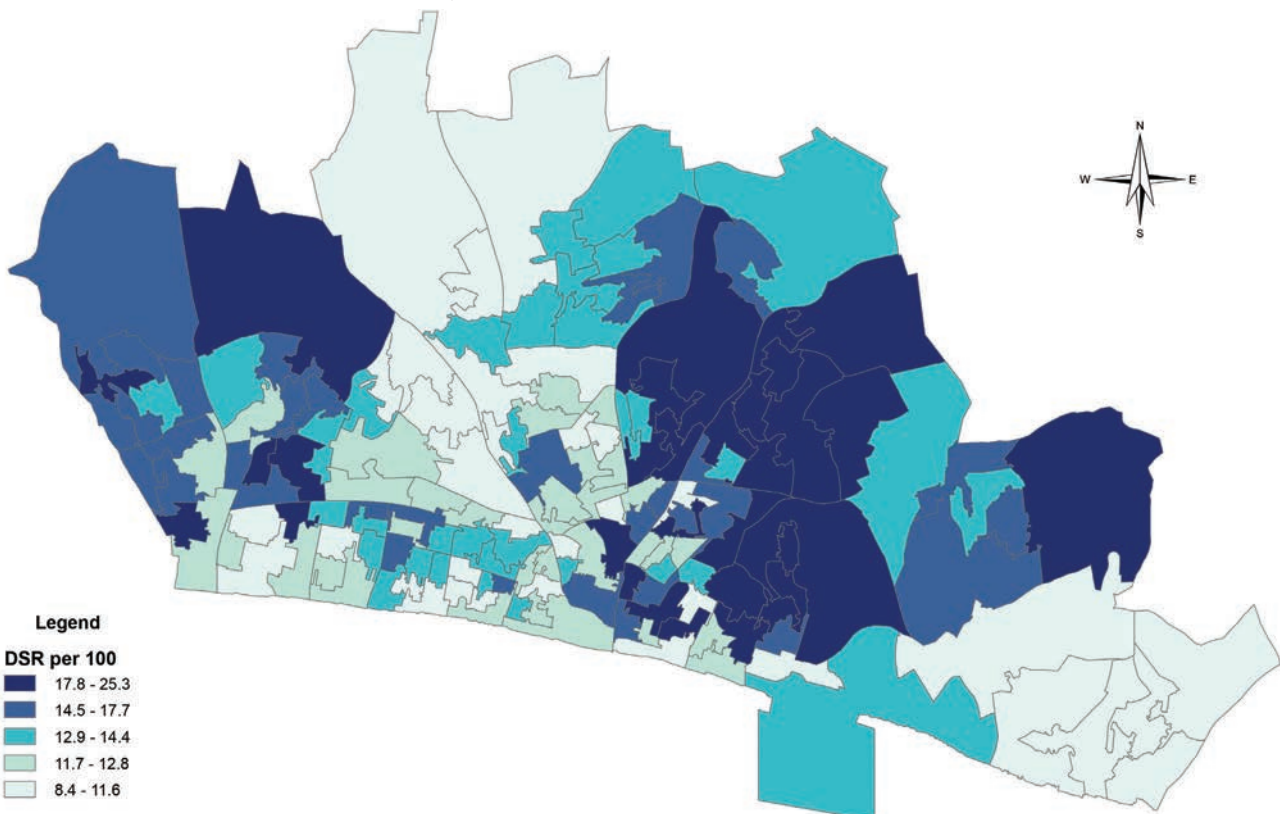 N
W E
S
Legend
DSR per 100
17.8 - 25.3
14.5 - 17.7
12.9 - 14.4
11.7 - 12.8
8.4 - 11.6